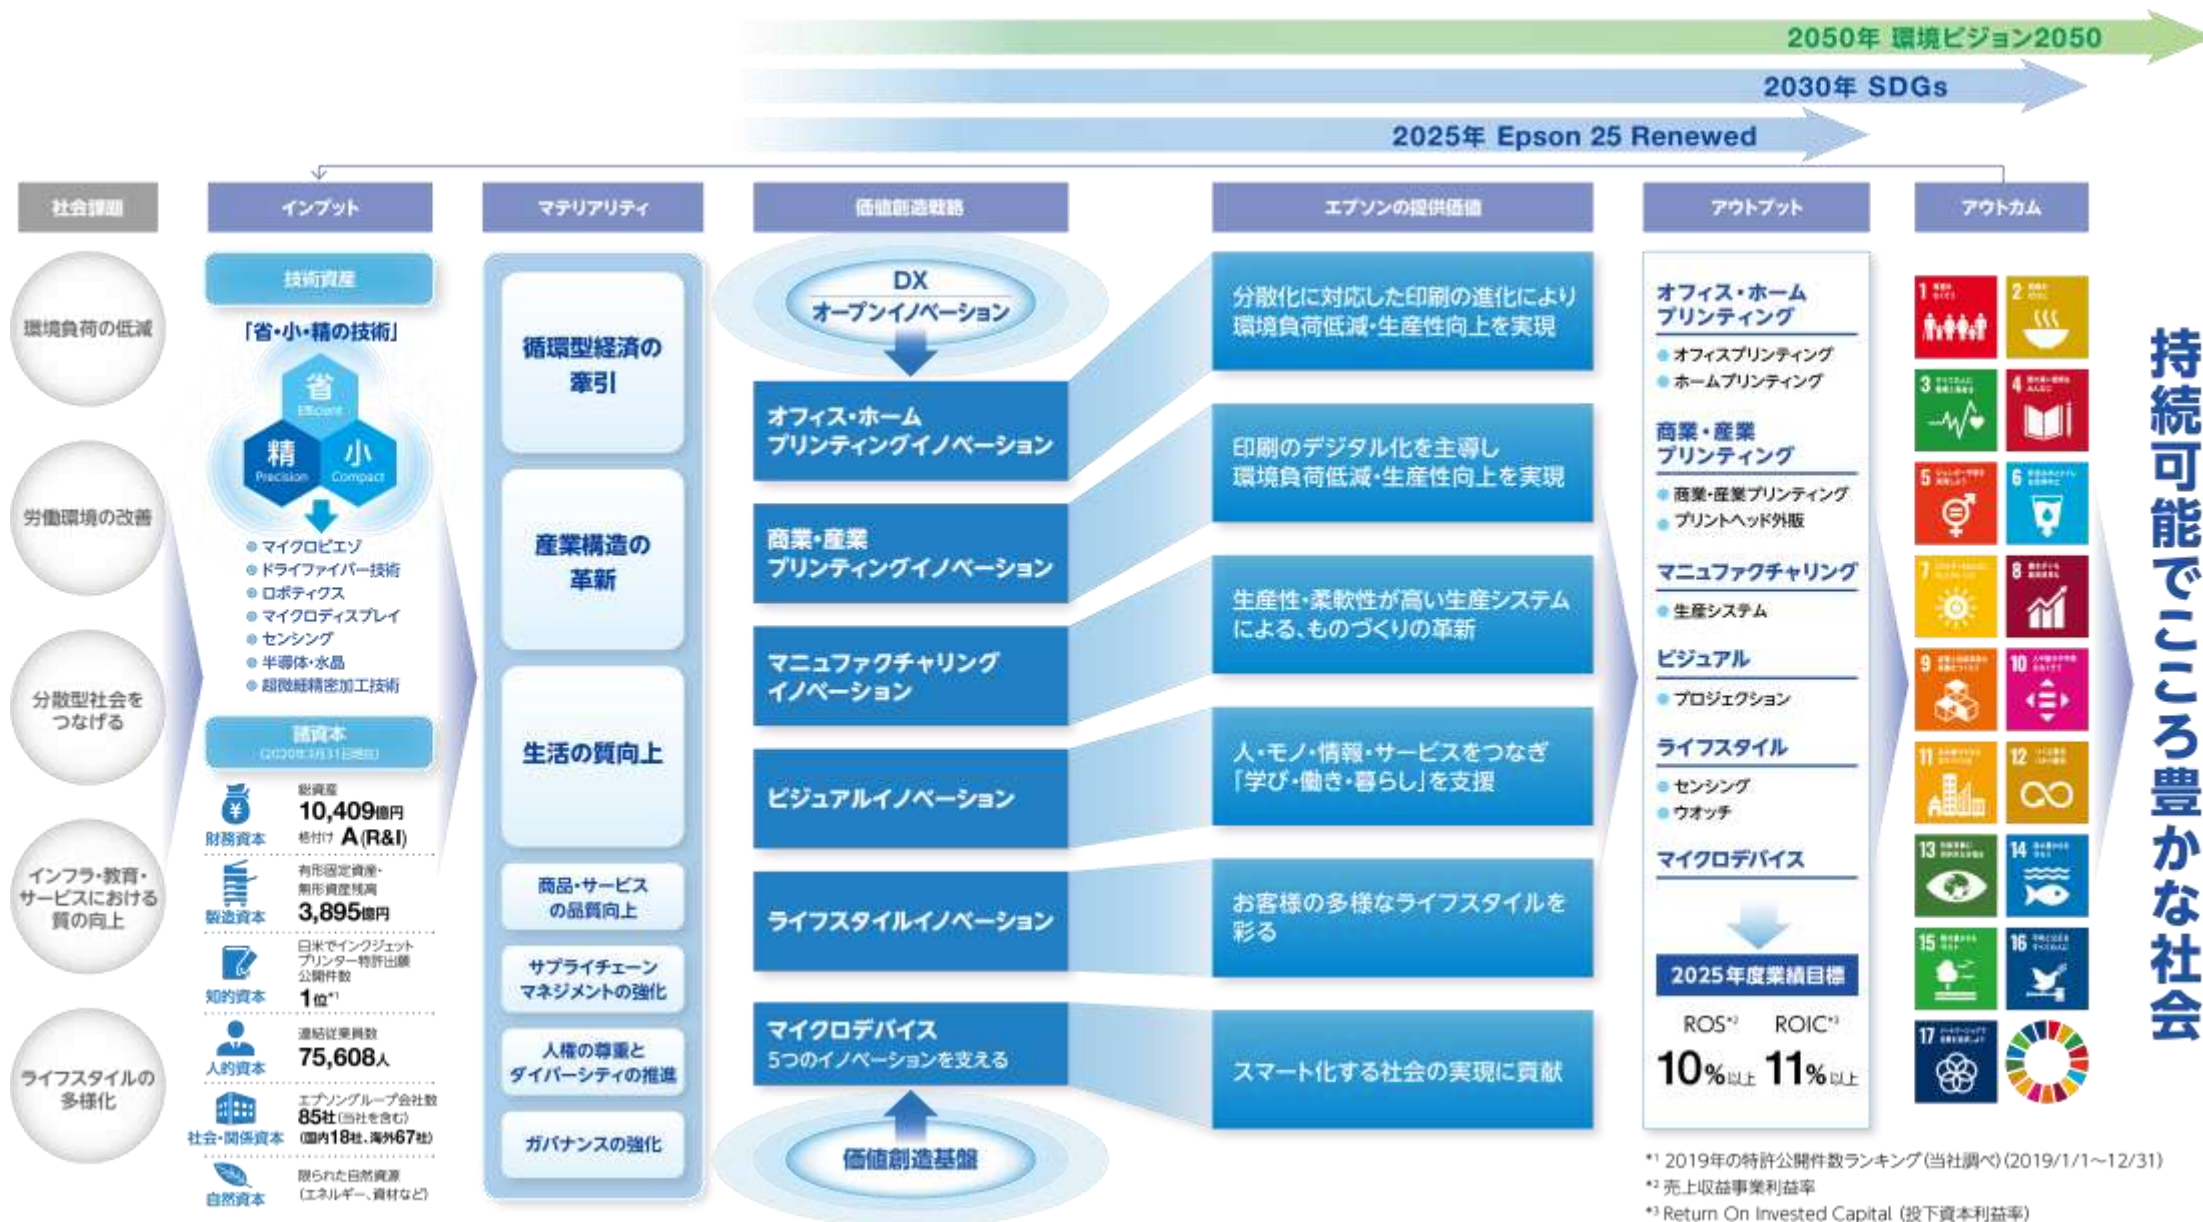 2050年 環境ビジョン2050
2030年 SDGs
2025年 Epson 25 Renewed
社会課題
環境負荷の低減
労働環境の改善
分散型社会を
つなげる
インフラ・教育・
サービスにおける
質の向上
ライフスタイルの
多様化
インプット
技術資産
「省・小・精の技術」
省
Efficient
精
Precision
小
Compact
マイクロピエゾ
ドライファイバー技術
ロボティクス
マイクロディスプレイ
センシング
半導体・水晶
超微細精密加工技術
諸資本
(2020年3月31日現在)
財務資本
総資産
10,409億円
格付け A(R&I)
製造資本
有形固定資産・
無形資産残高
3,895億円
知的資本
日米でインクジェット
プリンター特許出願
公開件数
1位*1
人的資本
連結従業員数
75,608人
社会・関係資本
エプソングループ会社数
85社(当社を含む)
(国内18社、海外67社)
自然資本
限られた自然資源
(エネルギー、資材など)
マテリアリティ
循環型経済の
牽引
産業構造の
革新
生活の質向上
商品・サービス
の品質向上
サプライチェーン
マネジメントの強化
人権の尊重と
ダイバーシティの推進
ガバナンスの強化
価値創造戦略
DX
オープンイノベーション
オフィス・ホーム
プリンティングイノベーション
商業・産業
プリンティングイノベーション
マニュファクチャリング
イノベーション
ビジュアルイノベーション
ライフスタイルイノベーション
マイクロデバイス
5つのイノベーションを支える
価値創造基盤
エプソンの提供価値
分散化に対応した印刷の進化により
環境負荷低減・生産性向上を実現
印刷のデジタル化を主導し
環境負荷低減・生産性向上を実現
生産性・柔軟性が高い生産システム
による、ものづくりの革新
人・モノ・情報・サービスをつなぎ
「学び・働き・暮らし」を支援
お客様の多様なライフスタイルを
彩る
スマート化する社会の実現に貢献
アウトプット
オフィス・ホーム
プリンティング
オフィスプリンティング
ホームプリンティング
商業・産業
プリンティング
商業・産業プリンティング
プリントヘッド外販
マニュファクチャリング
生産システム
ビジュアル
プロジェクション
ライフスタイル
センシング
ウオッチ
マイクロデバイス
2025年度業績目標
ROS*2 ROIC*3
10%以上 11%以上
アウトカム
1
2
3
4
5
6
7
8
9
10
11
12
13
14
15
16
17
持続可能でこころ豊かな社会
*1 2019年の特許公開件数ランキング(当社調べ)(2019/1/1~12/31)
*2 売上収益事業利益率
*3 Return On Invested Capital (投下資本利益率)